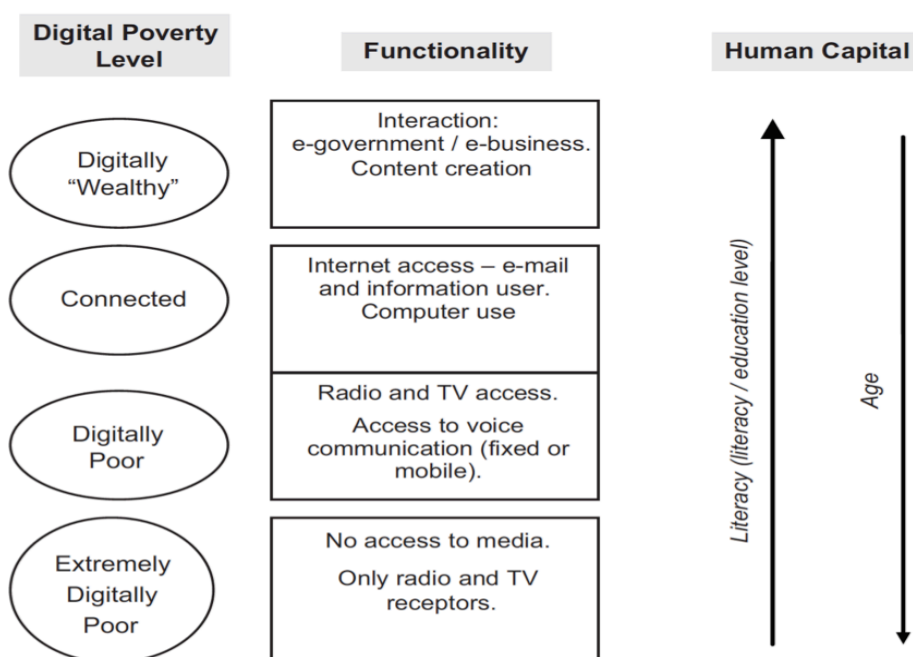 Digital Poverty
Level
Functionality
Human Capital
Digitally
“Wealthy”
Interaction:
e-government / e-business.
Content creation
Connected
Internet access – e-mail
and information user.
Computer use
Digitally
Poor
Radio and TV access.
Access to voice
communication (fixed or
mobile).
Extremely
Digitally
Poor
No access to media.
Only radio and TV
receptors.
Literacy (literacy / education level)
Age